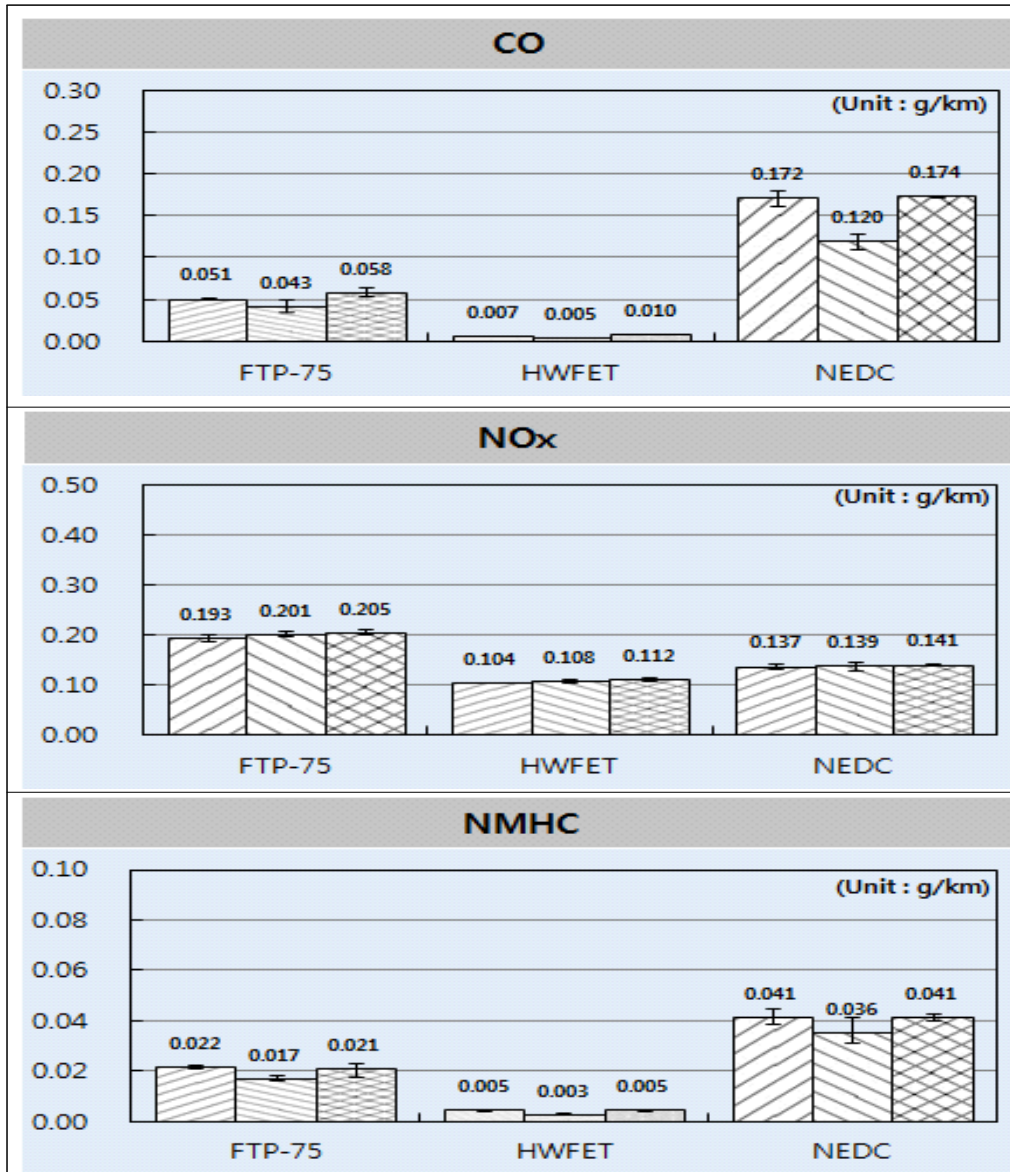 CO
0.30
(Unit : g/km)
0.25
0.20
0.172 0.174
0.15
0.120
0.10
0.051 0.043 0.058
0.05
0.007 0.005 0.010
0.00
FTP-75 HWFET NEDC
NOx
0.50
(Unit : g/km)
0.40
0.30
0.193 0.201 0.205
0.20
0.104 0.108 0.112 0.137 0.139 0.141
0.10
0.00
FTP-75 HWFET NEDC
NMHC
0.10
(Unit : g/km)
0.08
0.06
0.041 0.036 0.041
0.04
0.022 0.017 0.021
0.02
0.005 0.003 0.005
0.00
FTP-75 HWFET NEDC